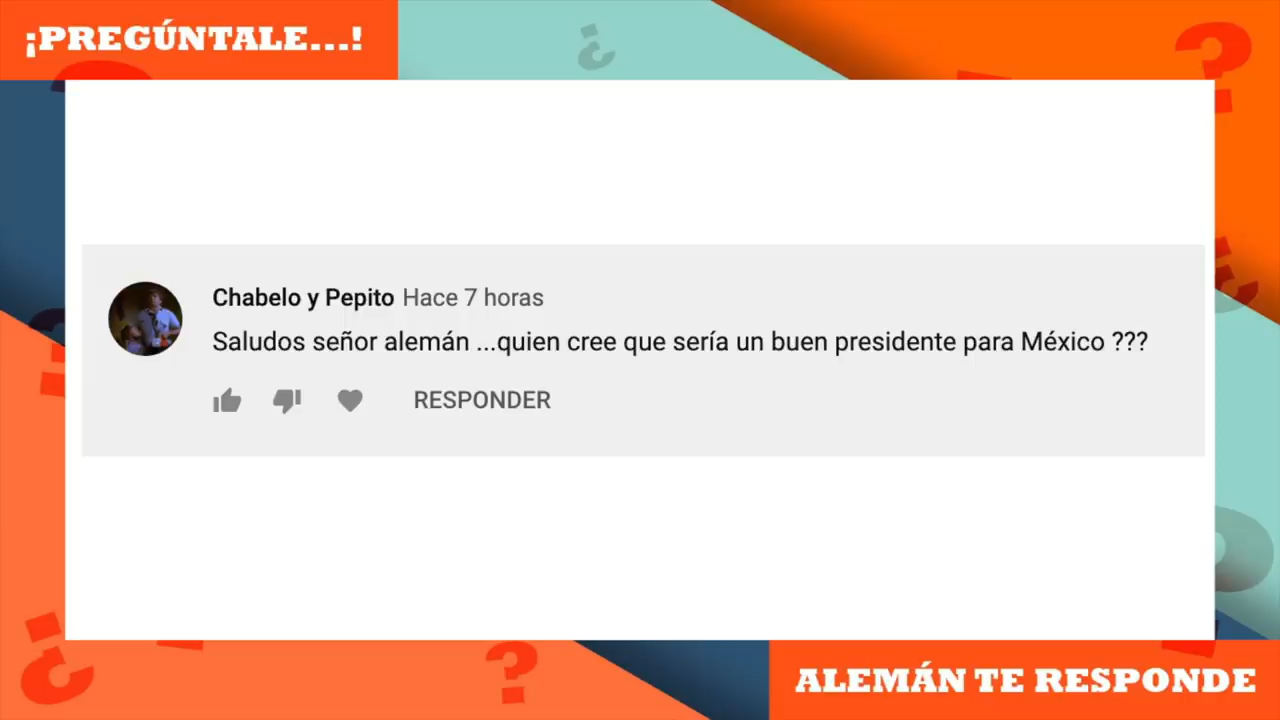 ¡PREGÚNTALE...!
Chabelo y Pepito Hace 7 horas
Saludos señor alemán ...quien cree que sería un buen presidente para México ???
RESPONDER
ALEMÁN TE RESPONDE